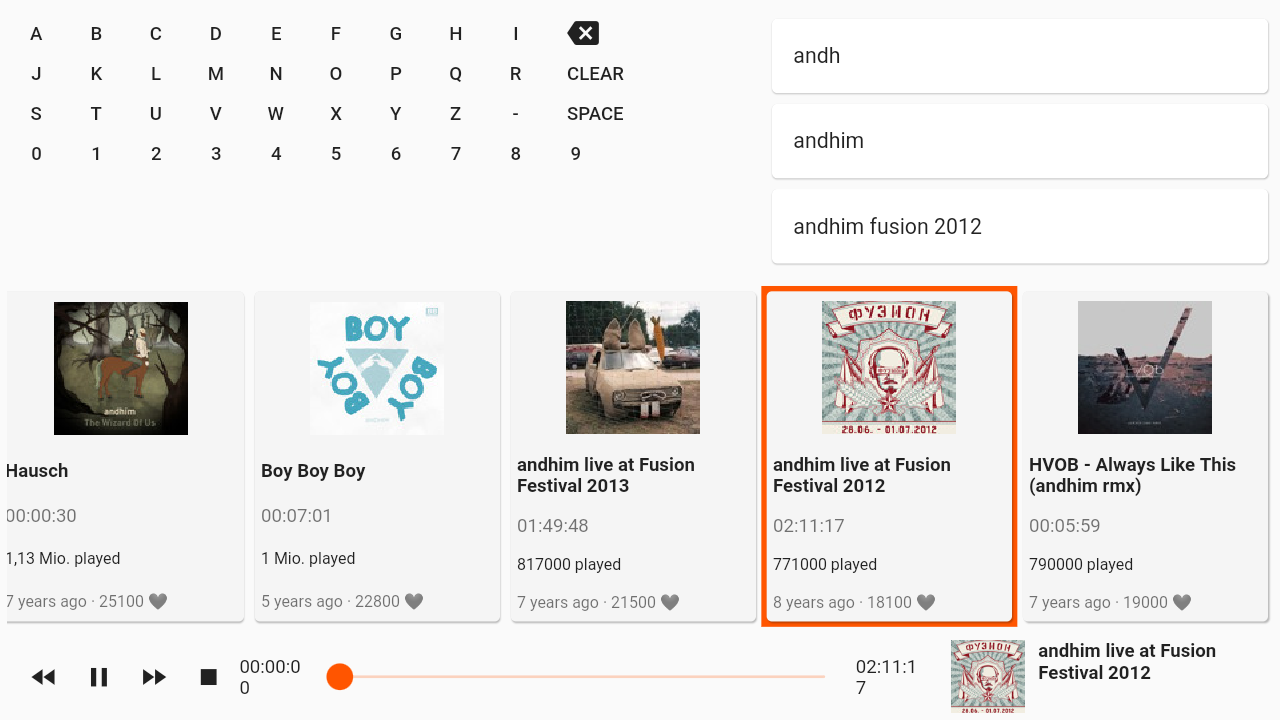 A B C D E F G H I
J K L M N O P Q R CLEAR
S T U V W X Y Z - SPACE
0 1 2 3 4 5 6 7 8 9
andh
andhim
andhim fusion 2012
andhim
The Wizard Of Us
Hausch
00:00:30
1,13 Mio. played
7 years ago · 25100 🖤
BOY
BOY
BOY
Boy Boy Boy
00:07:01
1 Mio. played
5 years ago · 22800 🖤
andhim live at Fusion
Festival 2013
01:49:48
817000 played
7 years ago · 21500 🖤
ФУЗИОН
28.06. - 01.07.2012
andhim live at Fusion
Festival 2012
02:11:17
771000 played
8 years ago · 18100 🖤
HVOB
HVOB - Always Like This
(andhim rmx)
00:05:59
790000 played
7 years ago · 19000 🖤
00:00:0
0
02:11:1
7
ФУЗИОН
28.06. - 01.07.2012
andhim live at Fusion
Festival 2012